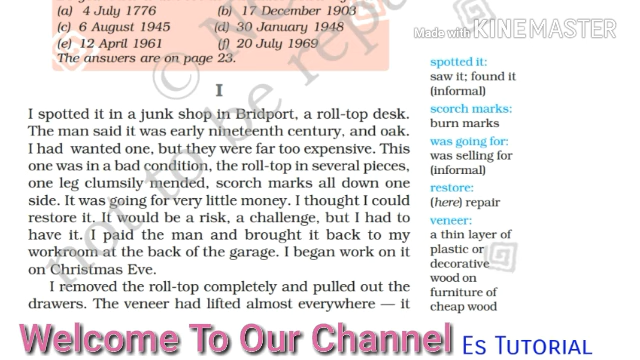 (a) 4 July 1776 (b) 17 December 1903
(c) 6 August 1945 (d) 30 January 1948
(e) 12 April 1961 (f) 20 July 1969
The answers are on page 23.
Made with KINEMASTER
I
I spotted it in a junk shop in Bridport, a roll-top desk.
The man said it was early nineteenth century, and oak.
I had wanted one, but they were far too expensive. This
one was in a bad condition, the roll-top in several pieces,
one leg clumsily mended, scorch marks all down one
side. It was going for very little money. I thought I could
restore it. It would be a risk, a challenge, but I had to
have it. I paid the man and brought it back to my
workroom at the back of the garage. I began work on it
on Christmas Eve.
I removed the roll-top completely and pulled out the
drawers. The veneer had lifted almost everywhere — it
spotted it:
saw it; found it
(informal)
scorch marks:
burn marks
was going for:
was selling for
(informal)
restore:
(here) repair
veneer:
a thin layer of
plastic or
decorative
wood on
furniture of
cheap wood
not to be
Welcome To Our Channel Es Tutorial